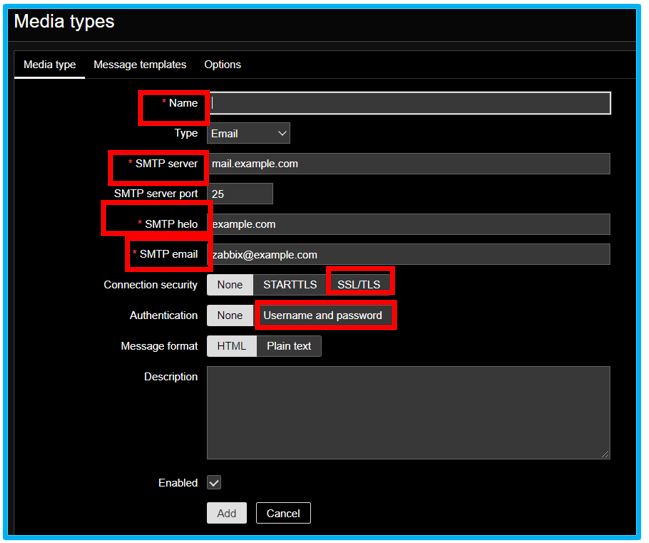 Media types
Media type Message templates Options
* Name
Type Email
* SMTP server mail.example.com
SMTP server port 25
* SMTP helo example.com
* SMTP email zabbix@example.com
Connection security None STARTTLS SSL/TLS
Authentication None Username and password
Message format HTML Plain text
Description
Enabled
Add Cancel